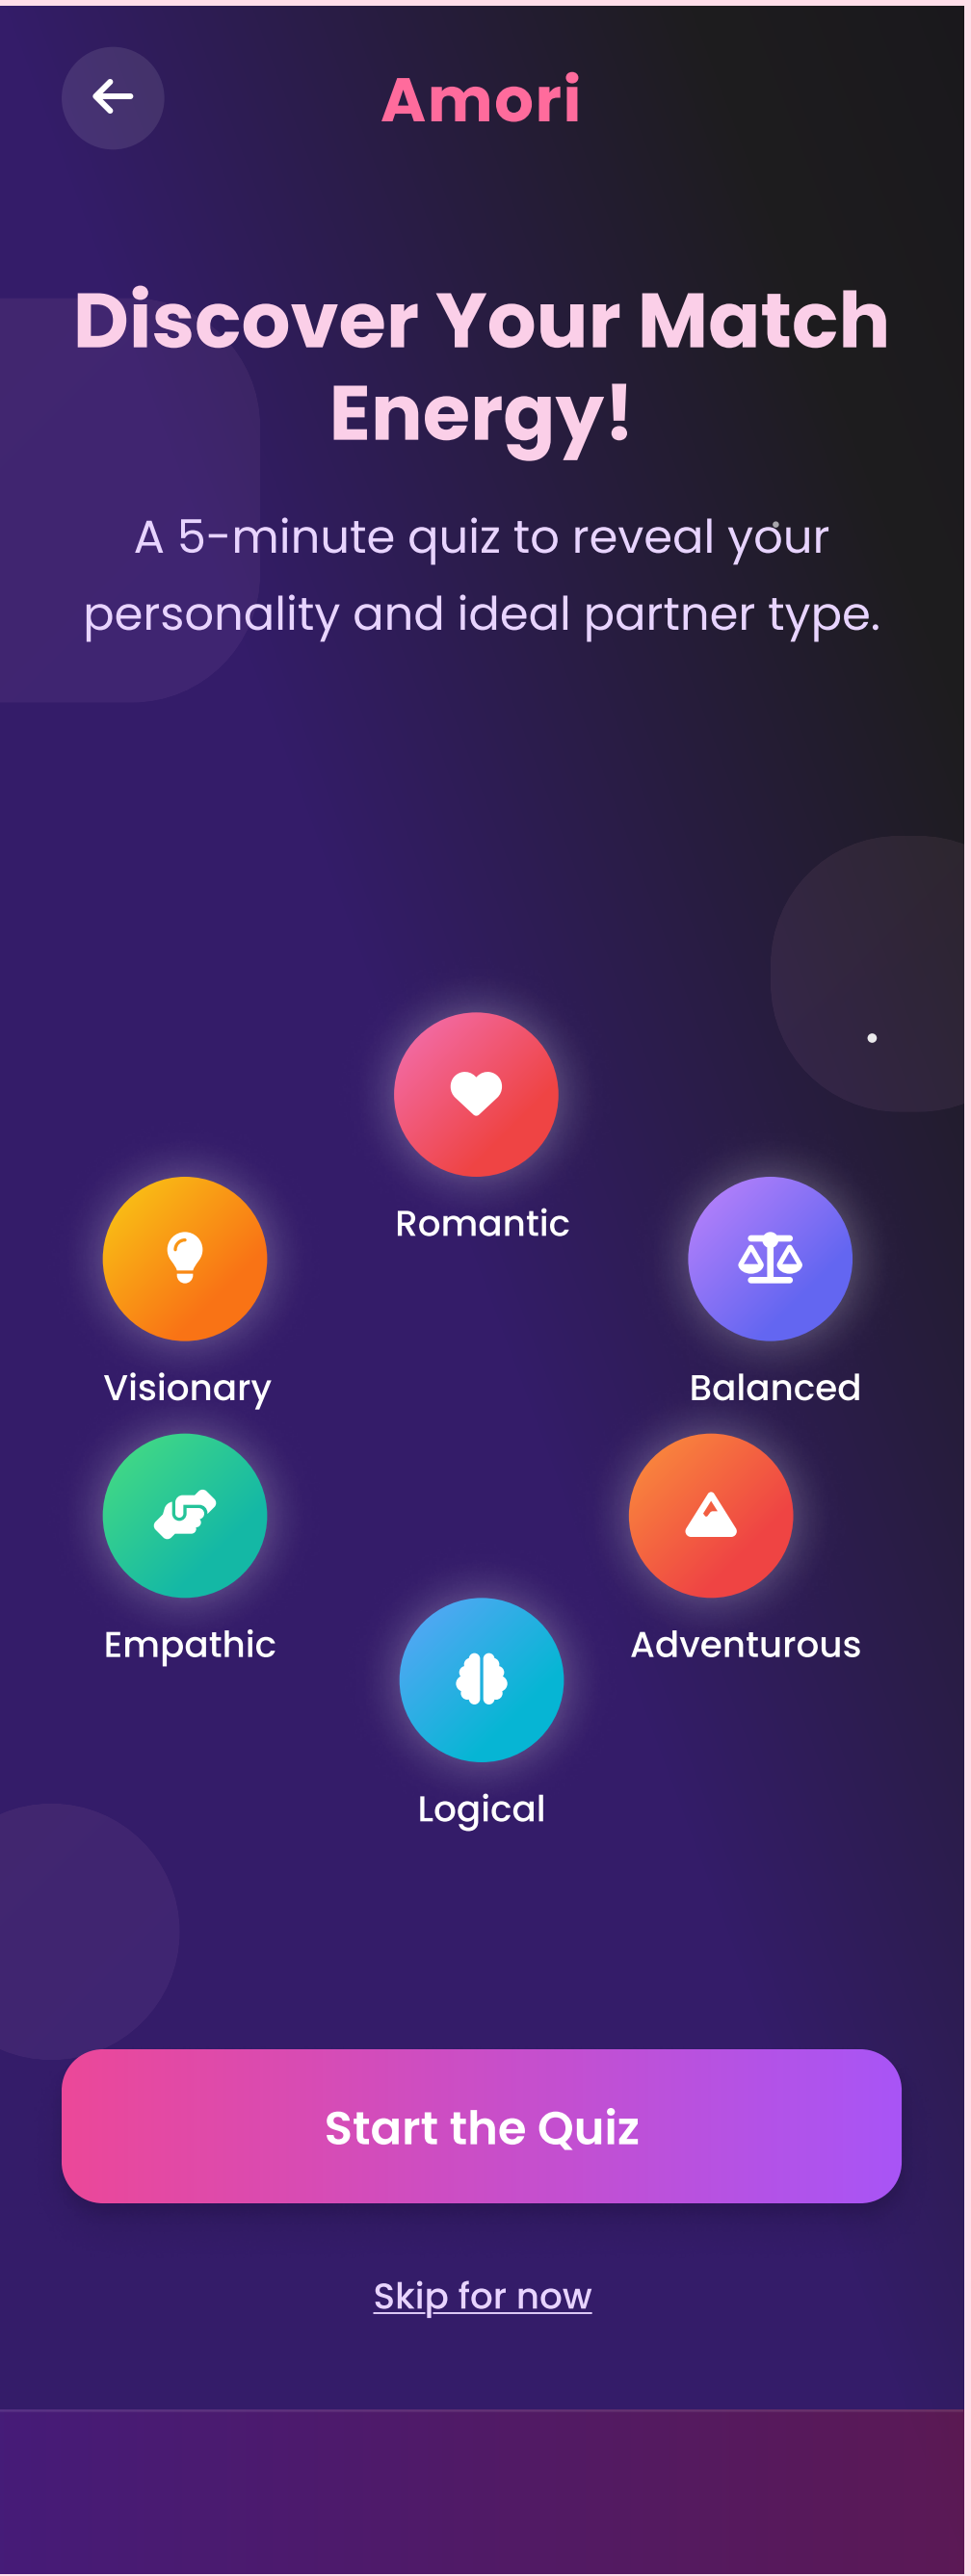 Amori
Discover Your Match
Energy!
A 5-minute quiz to reveal your
personality and ideal partner type.
Romantic
Visionary
Balanced
Empathic
Adventurous
Logical
Start the Quiz
Skip for now